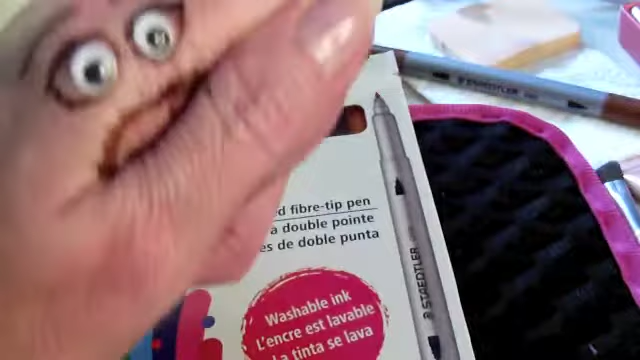 STAEDTLER
d fibre-tip pen
a double pointe
es de doble punta
STAEDTLER
Washable ink
L'encre est lavable
La tinta se lava